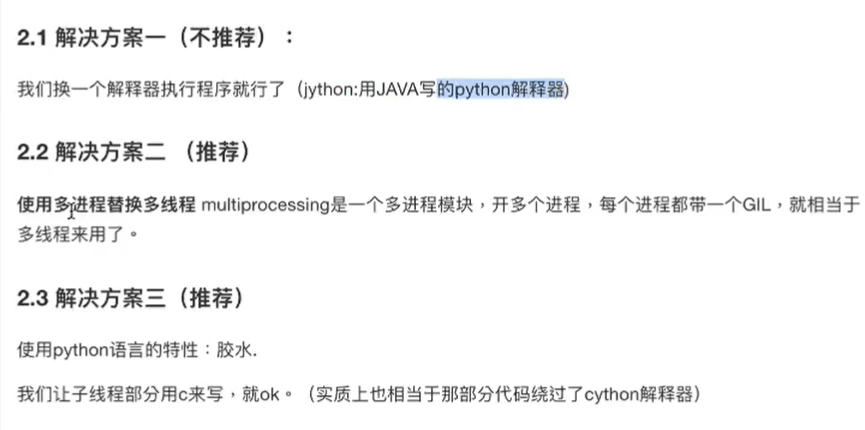 2.1 解决方案一（不推荐）：
我们换一个解释器执行程序就行了（jython:用JAVA写的python解释器)
2.2 解决方案二 （推荐）
使用多进程替换多线程 multiprocessing是一个多进程模块，开多个进程，每个进程都带一个GIL，就相当于
多线程来用了。
2.3 解决方案三（推荐）
使用python语言的特性：胶水.
我们让子线程部分用c来写，就ok。（实质上也相当于那部分代码绕过了cython解释器）